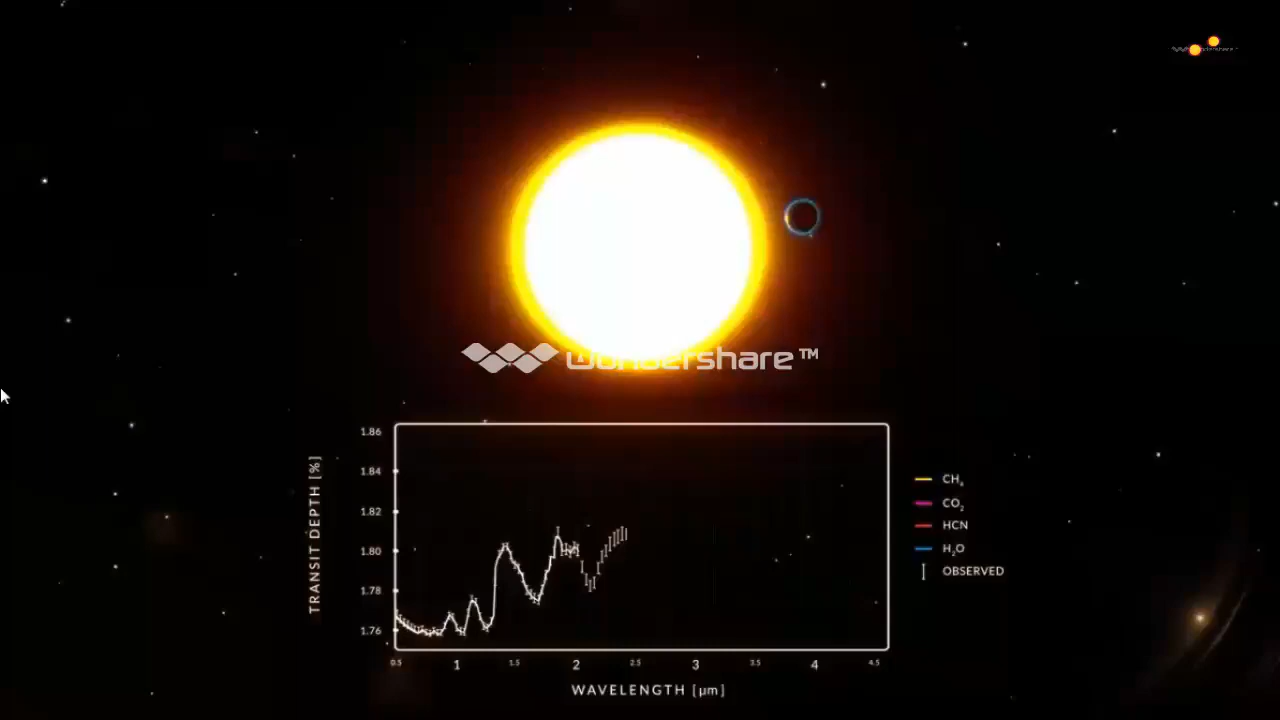 Wondershare™
1.86
1.84
1.82
1.80
1.78
1.76
TRANSIT DEPTH [%]
0.5 1 1.5 2 2.5 3 3.5 4 4.5
WAVELENGTH [µm]
CH₄
CO₂
HCN
H₂O
OBSERVED